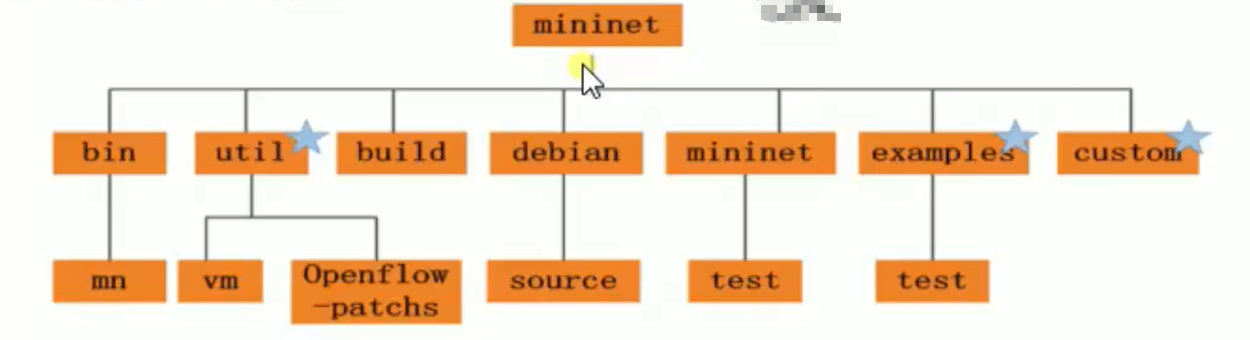 mininet
bin
util
build
debian
mininet
examples
custom
mn
vm
Openflow
-patchs
source
test
test